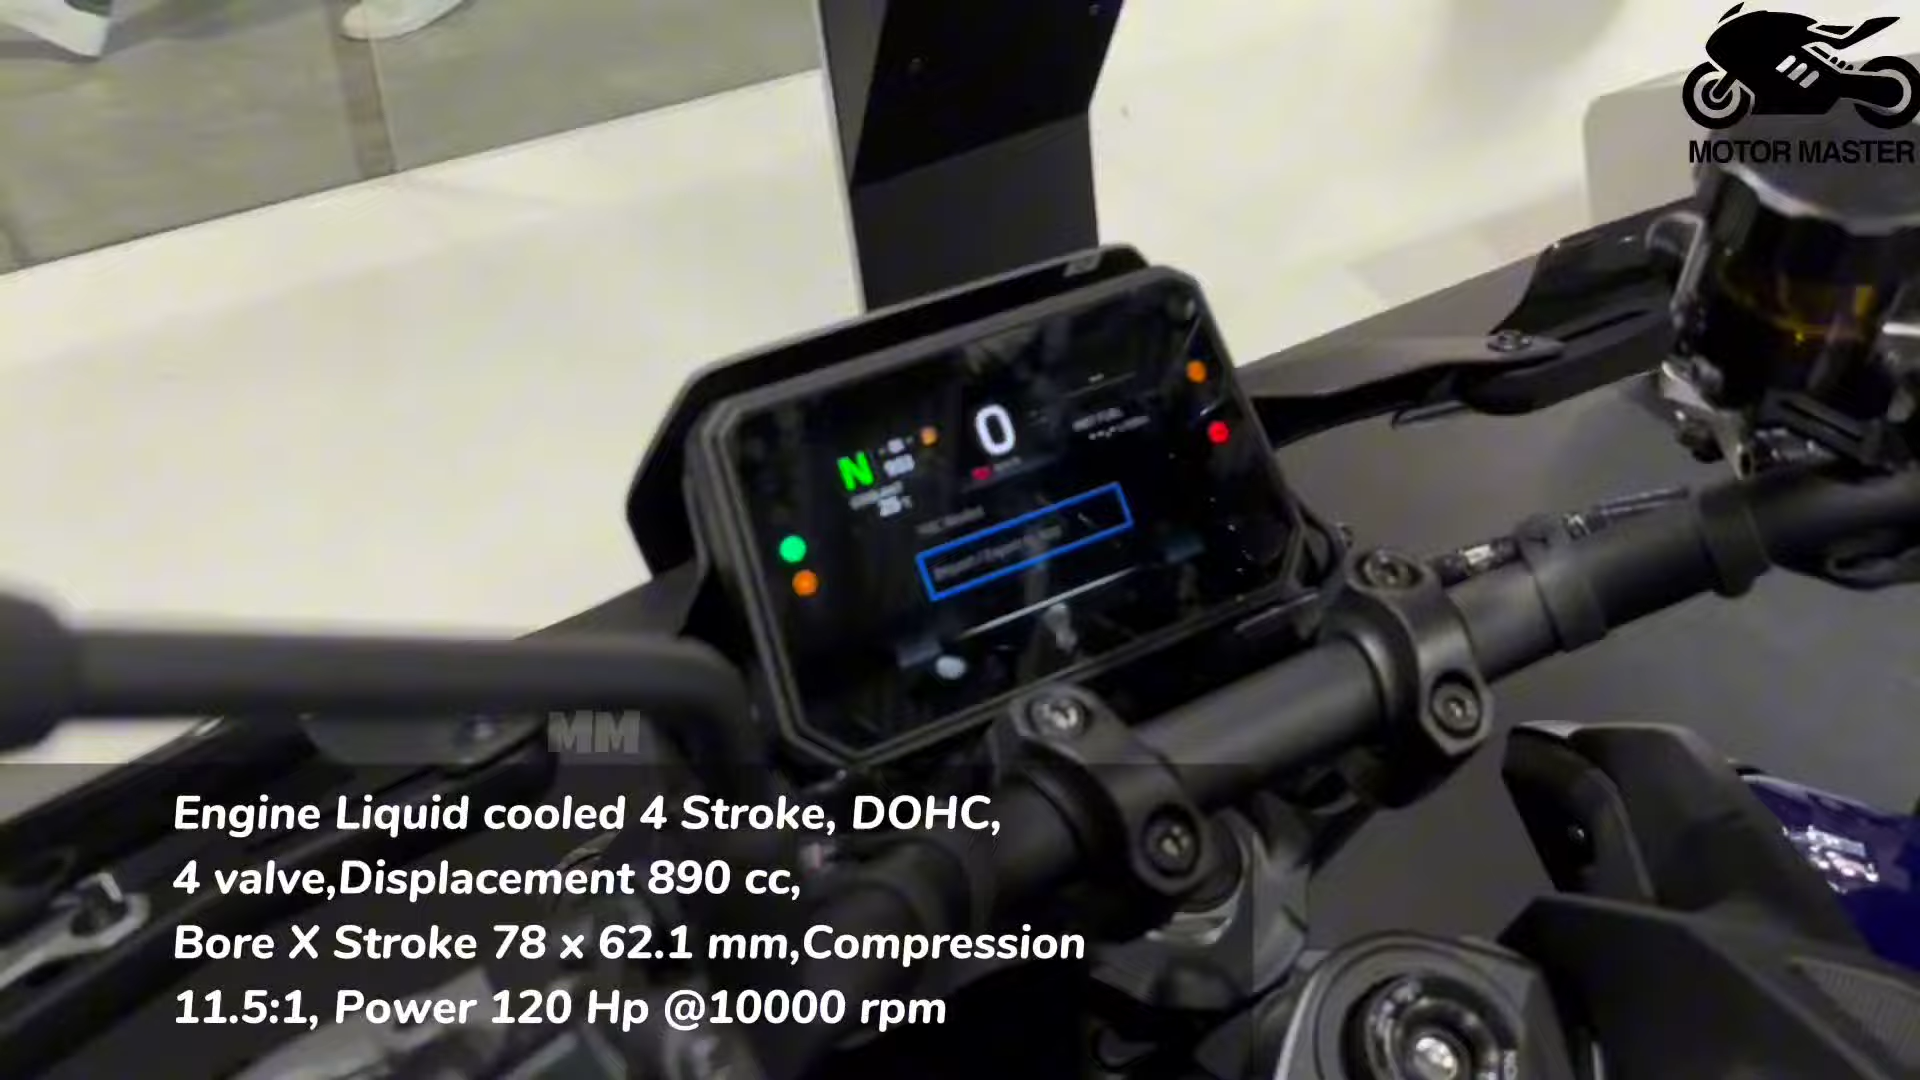 MOTOR MASTER
N
0
MM
Engine Liquid cooled 4 Stroke, DOHC,
4 valve,Displacement 890 cc,
Bore X Stroke 78 x 62.1 mm,Compression
11.5:1, Power 120 Hp @10000 rpm